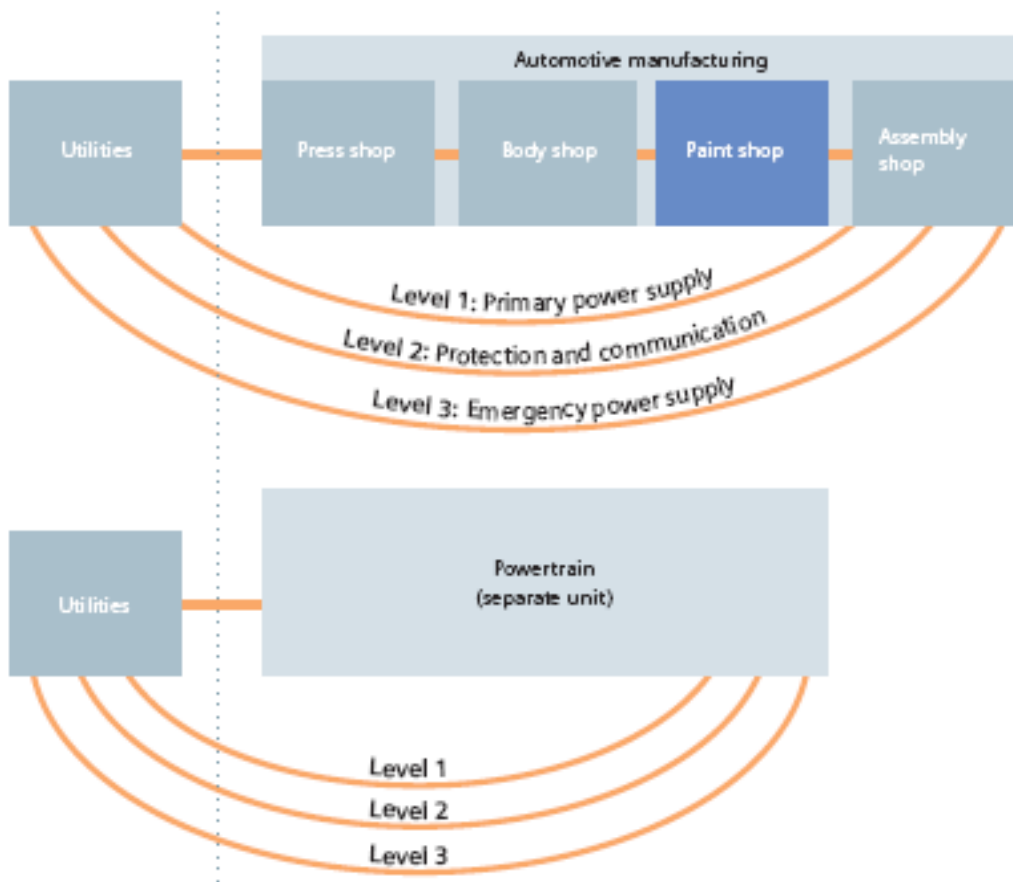 Automotive manufacturing
Utilities
Press shop
Body shop
Paint shop
Assembly
shop
Level 1: Primary power supply
Level 2: Protection and communication
Level 3: Emergency power supply
Powertrain
(separate unit)
Utilities
Level 1
Level 2
Level 3